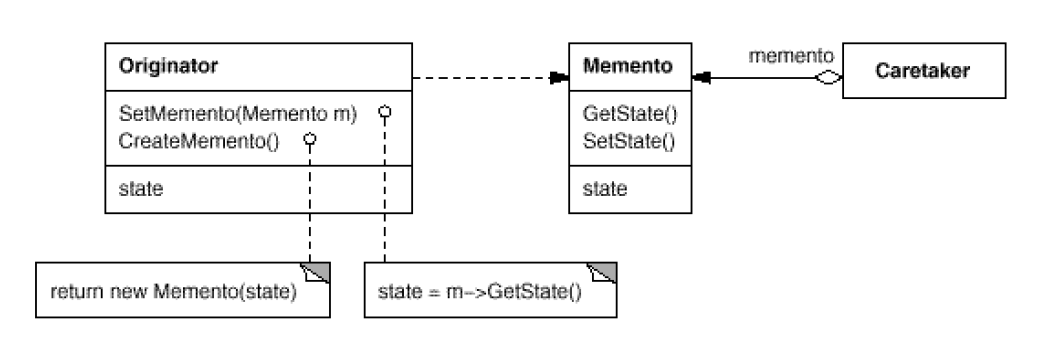 Originator
SetMemento(Memento m)
CreateMemento()
state
Memento
GetState()
SetState()
state
memento
Caretaker
return new Memento(state)
state = m->GetState()